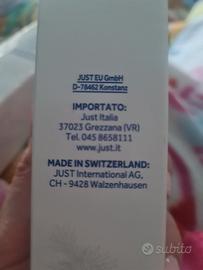 JUST EU GmbH
D-78462 Konstanz
IMPORTATO:
Just Italia
37023 Grezzana (VR)
Tel. 045 8658111
www.just.it
MADE IN SWITZERLAND:
JUST International AG,
CH - 9428 Walzenhausen
subito